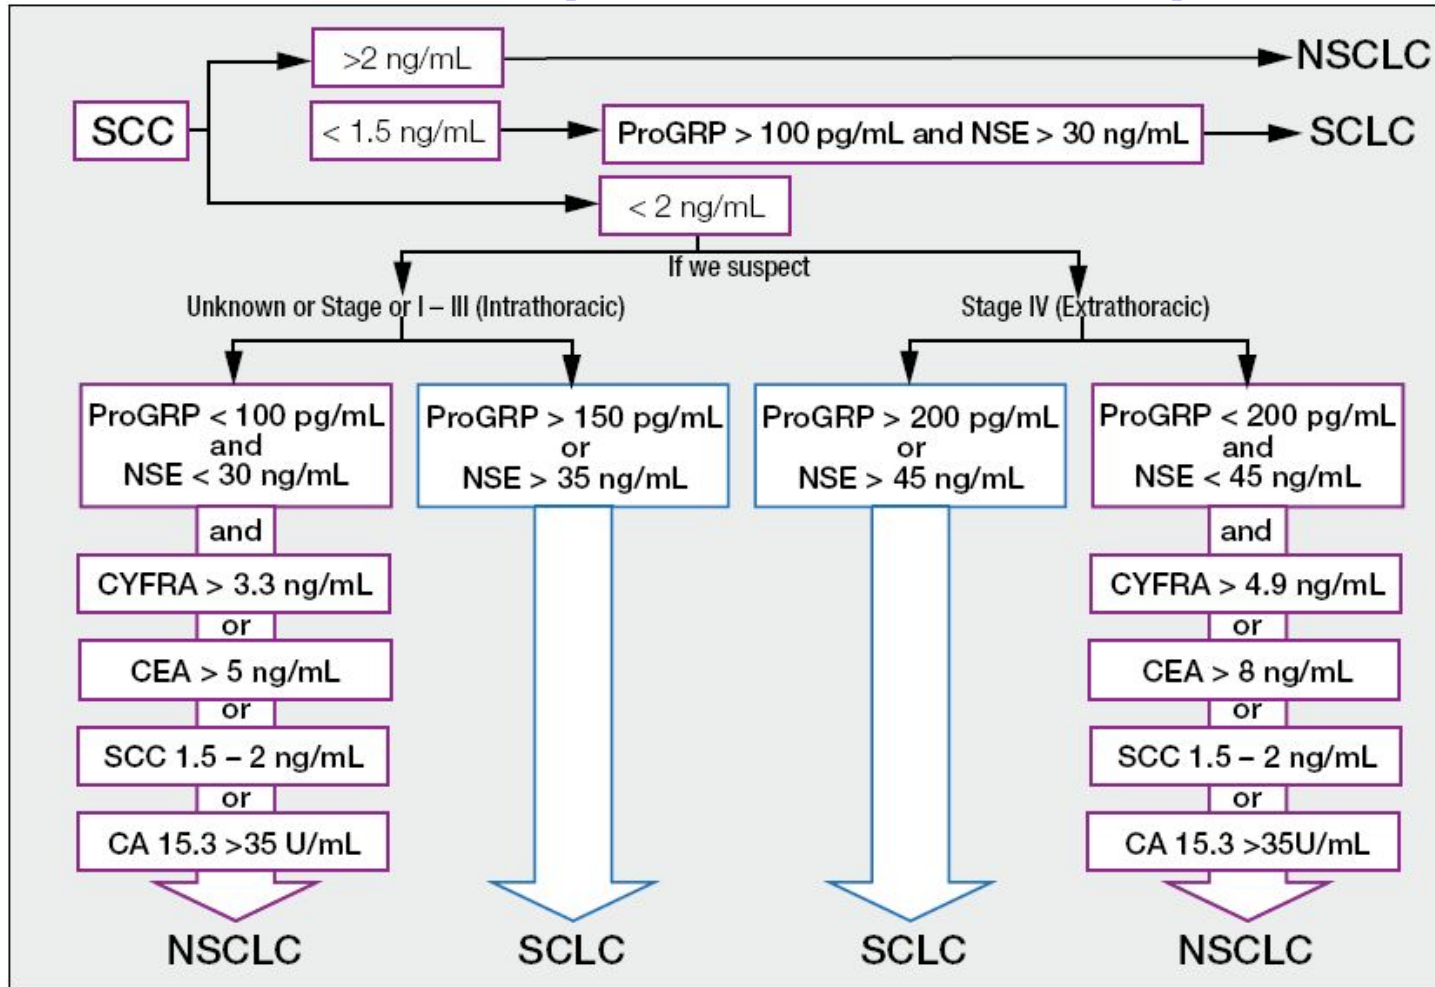 >2 ng/mL
NSCLC
SCC
< 1.5 ng/mL
ProGRP > 100 pg/mL and NSE > 30 ng/mL
SCLC
< 2 ng/mL
If we suspect
Unknown or Stage or I – III (Intrathoracic)
Stage IV (Extrathoracic)
ProGRP < 100 pg/mL
and
NSE < 30 ng/mL
and
CYFRA > 3.3 ng/mL
or
CEA > 5 ng/mL
or
SCC 1.5 – 2 ng/mL
or
CA 15.3 >35 U/mL
NSCLC
ProGRP > 150 pg/mL
or
NSE > 35 ng/mL
SCLC
ProGRP > 200 pg/mL
or
NSE > 45 ng/mL
SCLC
ProGRP < 200 pg/mL
and
NSE < 45 ng/mL
and
CYFRA > 4.9 ng/mL
or
CEA > 8 ng/mL
or
SCC 1.5 – 2 ng/mL
or
CA 15.3 >35U/mL
NSCLC